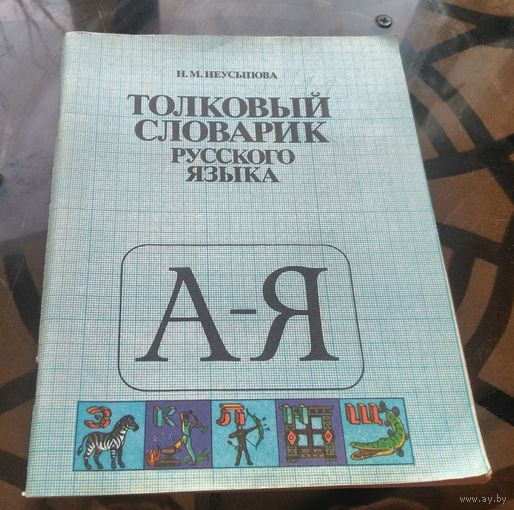 Н. М. НЕУСЫПОВА
ТОЛКОВЫЙ
СЛОВАРИК
РУССКОГО
ЯЗЫКА
А-Я
З К Л Н Щ
www.ay.by